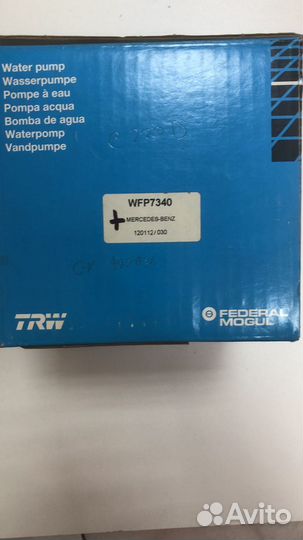 Water pump
Wasserpumpe
Pompe à eau
Pompa acqua
Bomba de agua
Waterpomp
Vandpumpe
WFP7340
MERCEDES-BENZ
120112/030
TRW
FEDERAL
MOGUL
Avito